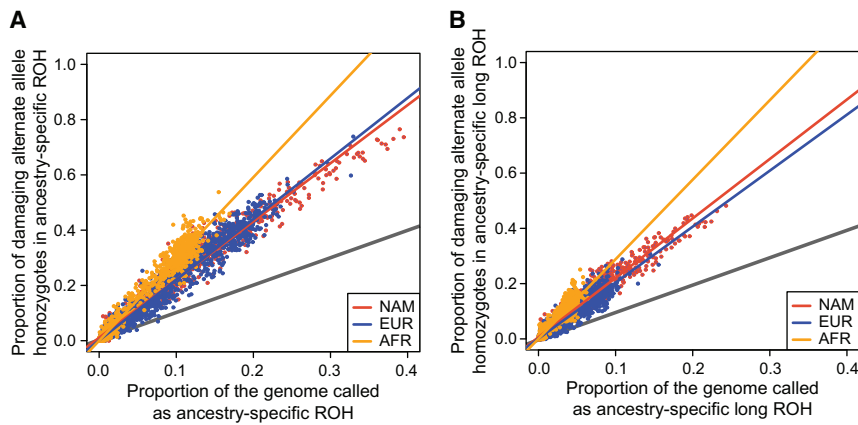 A
Proportion of damaging alternate allele
homozygotes in ancestry-specific ROH
1.0
0.8
0.6
0.4
0.2
0.0
NAM
EUR
AFR
0.0 0.1 0.2 0.3 0.4
Proportion of the genome called
as ancestry-specific ROH
B
Proportion of damaging alternate allele
homozygotes in ancestry-specific long ROH
1.0
0.8
0.6
0.4
0.2
0.0
NAM
EUR
AFR
0.0 0.1 0.2 0.3 0.4
Proportion of the genome called
as ancestry-specific long ROH